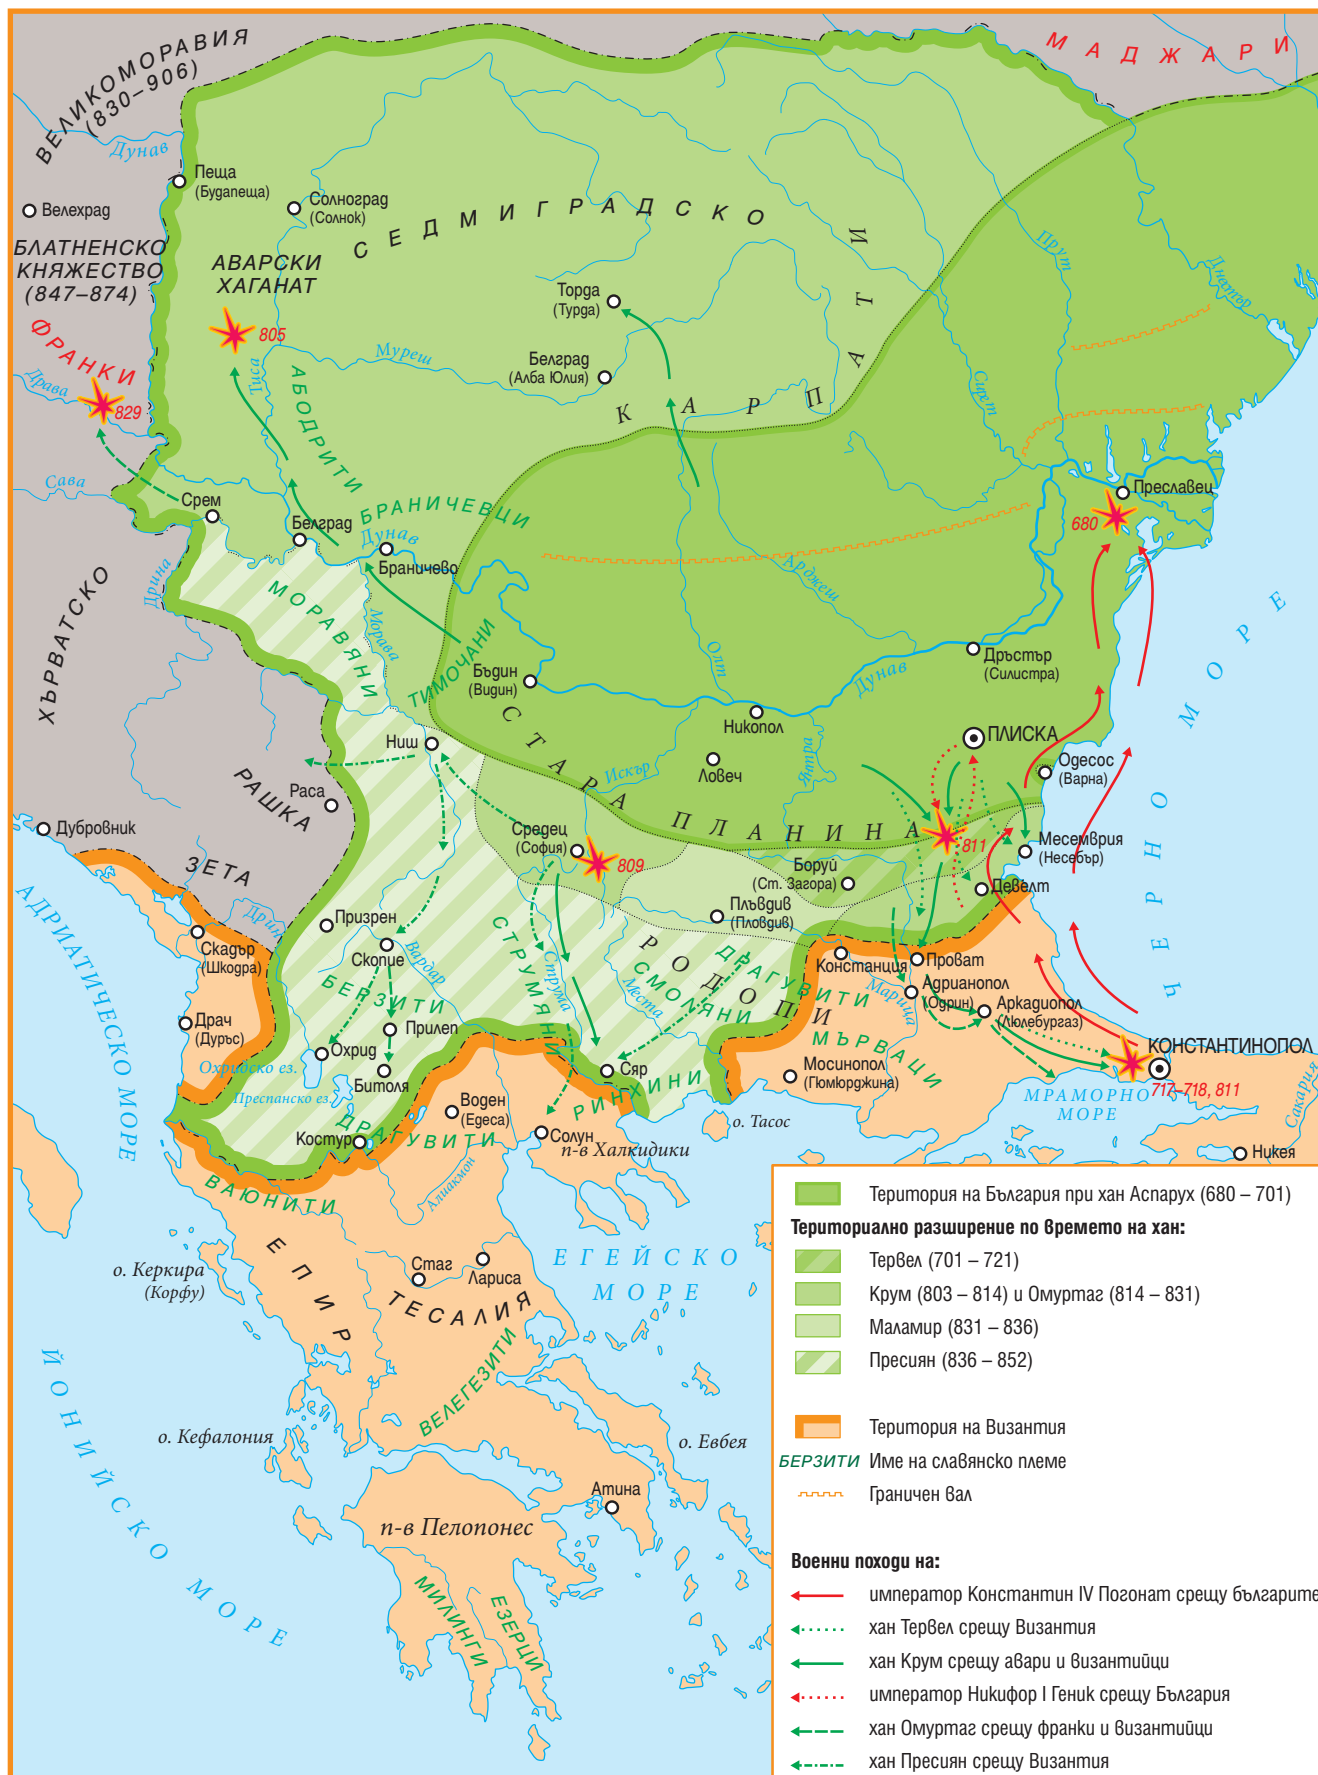 ВЕЛИКОМОРАВИЯ
(830–906)
МАДЖАРИ
Дунав
Пеща
(Будапеща)
Велехрад
Солноград
(Солнок)
СЕДМИГРАДСКО
БЛАТНЕНСКО
КНЯЖЕСТВО
(847–874)
АВАРСКИ
ХАГАНАТ
Прут
Днестър
Торда
(Турда)
ФРАНКИ
805
Муреш
Белград
(Алба Юлия)
Драва
829
Тиса
АБОДРИТИ
КАРПАТИ
Сирет
Сава
Срем
Белград
БРАНИЧЕВЦИ
Дунав
Браничево
Преславец
680
Дрина
МОРАВЯНИ
Морава
Арджеш
ХЪРВАТСКО
ТИМОЧАНИ
Бъдин
(Видин)
Олт
Дунав
Дръстър
(Силистра)
Никопол
ПЛИСКА
Ниш
Ловеч
Искър
Янтра
Одесос
(Варна)
РАШКА
Раса
СТАРА ПЛАНИНА
Дубровник
Средец
(София)
809
811
Месемврия
(Несебър)
ЗЕТА
Боруй
(Ст. Загора)
Девелт
ЧЕРНО МОРЕ
АДРИАТИЧЕСКО МОРЕ
Дрин
Призрен
Пловдив
(Пловдив)
Скадър
(Шкодра)
Скопие
Вардар
СТРУМЯНИ
Струма
Места
СМОЛЯНИ
РОДОПИ
ДРАГУВИТИ
Констанция
Проват
Марица
Адрианопол
(Одрин)
Аркадиопол
(Люлебургаз)
БЕРЗИТИ
Драч
(Дуръс)
Прилеп
МЪРВАЦИ
КОНСТАНТИНОПОЛ
Охрид
Охридско ез.
Битоля
Сяр
Мосинопол
(Гюмюрджина)
717–718, 811
Преспанско ез.
Воден
(Едеса)
РИНХИНИ
МРАМОРНО
МОРЕ
Сакария
Костур
ДРАГУВИТИ
Солун
о. Тасос
п-в Халкидики
Никея
Алиакмон
ВАЮНИТИ
ЕПИР
о. Керкира
(Корфу)
Стаг
Лариса
ТЕСАЛИЯ
ЕГЕЙСКО
МОРЕ
ВЕЛЕГЕЗИТИ
ЙОНИЙСКО МОРЕ
о. Кефалония
о. Евбея
Атина
п-в Пелопонес
МИЛИНГИ
ЕЗЕРЦИ
Територия на България при хан Аспарух (680 – 701)
Териториално разширение по времето на хан:
Тервел (701 – 721)
Крум (803 – 814) и Омуртаг (814 – 831)
Маламир (831 – 836)
Пресиян (836 – 852)
Територия на Византия
БЕРЗИТИ Име на славянско племе
Граничен вал
Военни походи на:
император Константин IV Погонат срещу българите
хан Тервел срещу Византия
хан Крум срещу авари и византийци
император Никифор I Геник срещу България
хан Омуртаг срещу франки и византийци
хан Пресиян срещу Византия